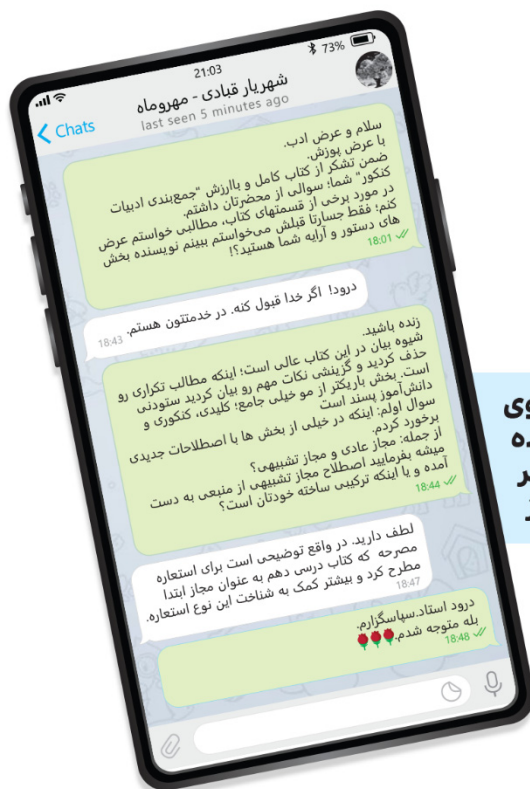 21:03
73%
Chats
شهریار قبادی - مهروماه
last seen 5 minutes ago
سلام و عرض ادب.
با عرض پوزش.
ضمن تشکر از کتاب کامل و باارزش "جمع‌بندی ادبیات
کنکور" شما؛ سوالی از محضرتان داشتم.
در مورد برخی از قسمتهای کتاب، مطالبی خواستم عرض
کنم؛ فقط جسارتا قبلش می‌خواستم ببینم نویسنده بخش
های دستور و آرایه شما هستید؟!
18:01
درود! اگر خدا قبول کنه. در خدمتتون هستم.
18:43
زنده باشید.
شیوه بیان در این کتاب عالی است؛ اینکه مطالب تکراری رو
حذف کردید و گزینشی نکات مهم رو بیان کردید ستودنی
است. بخش باریکتر از مو خیلی جامع؛ کلیدی، کنکوری و
دانش‌آموز پسند است
سوال اولم: اینکه در خیلی از بخش ها با اصطلاحات جدیدی
برخورد کردم.
از جمله: مجاز عادی و مجاز تشبیهی؟
میشه بفرمایید اصطلاح مجاز تشبیهی از منبعی به دست
آمده و یا اینکه ترکیبی ساخته خودتان است؟
18:44
لطف دارید. در واقع توضیحی است برای استعاره
مصرحه که کتاب درسی دهم به عنوان مجاز ابتدا
مطرح کرد و بیشتر کمک به شناخت این نوع استعاره.
18:47
درود استاد.سپاسگزارم.
بله متوجه شدم.
18:48
وی
ده
ر